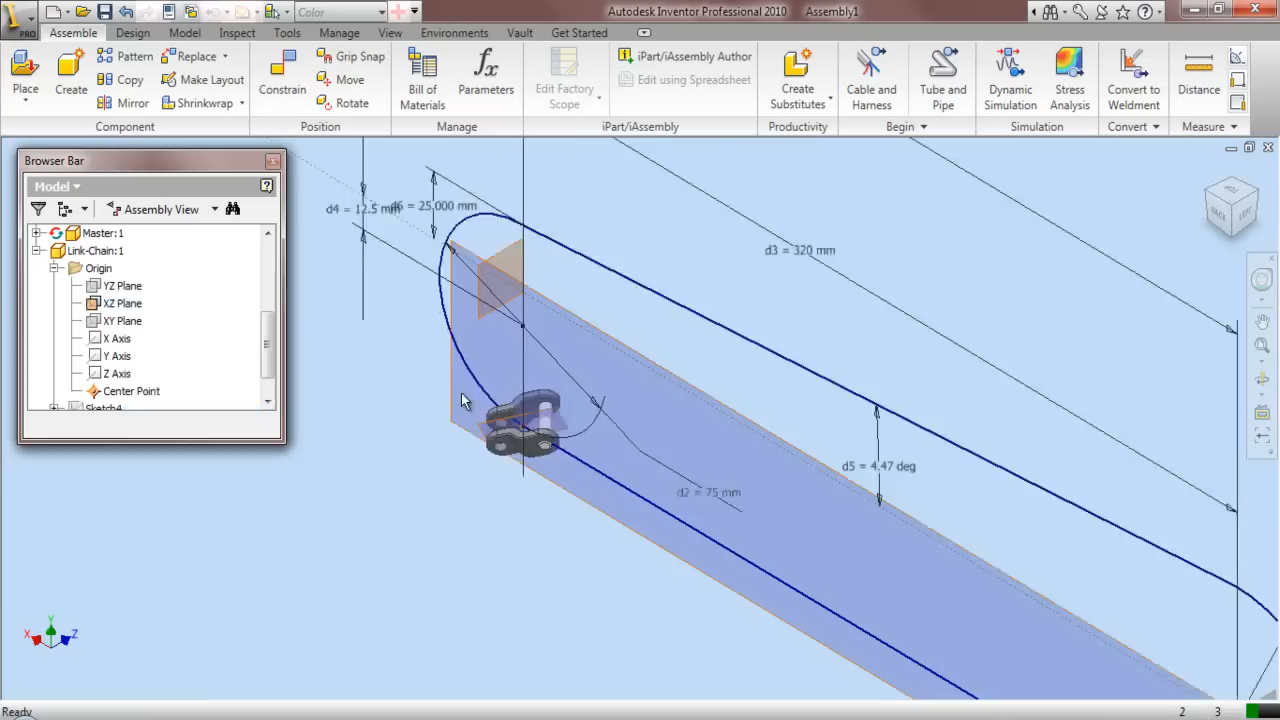 Color
Autodesk Inventor Professional 2010 Assembly1
PRO
Assemble Design Model Inspect Tools Manage View Environments Vault Get Started
Place
Create
Pattern
Copy
Mirror
Replace
Make Layout
Shrinkwrap
Component
Constrain
Grip Snap
Move
Rotate
Position
Bill of
Materials
Parameters
Manage
Edit Factory
Scope
iPart/iAssembly Author
Edit using Spreadsheet
iPart/iAssembly
Create
Substitutes
Productivity
Cable and
Harness
Tube and
Pipe
Begin
Dynamic
Simulation
Stress
Analysis
Simulation
Convert to
Weldment
Convert
Distance
Measure
Browser Bar
Model
Assembly View
Master:1
Link-Chain:1
Origin
YZ Plane
XZ Plane
XY Plane
X Axis
Y Axis
Z Axis
Center Point
Sketch4
d4 = 12.5 mm
d6 = 25,000 mm
d3 = 320 mm
d5 = 4.47 deg
d2 = 75 mm
BACK
LEFT
X
Y
Z
Ready
2 3